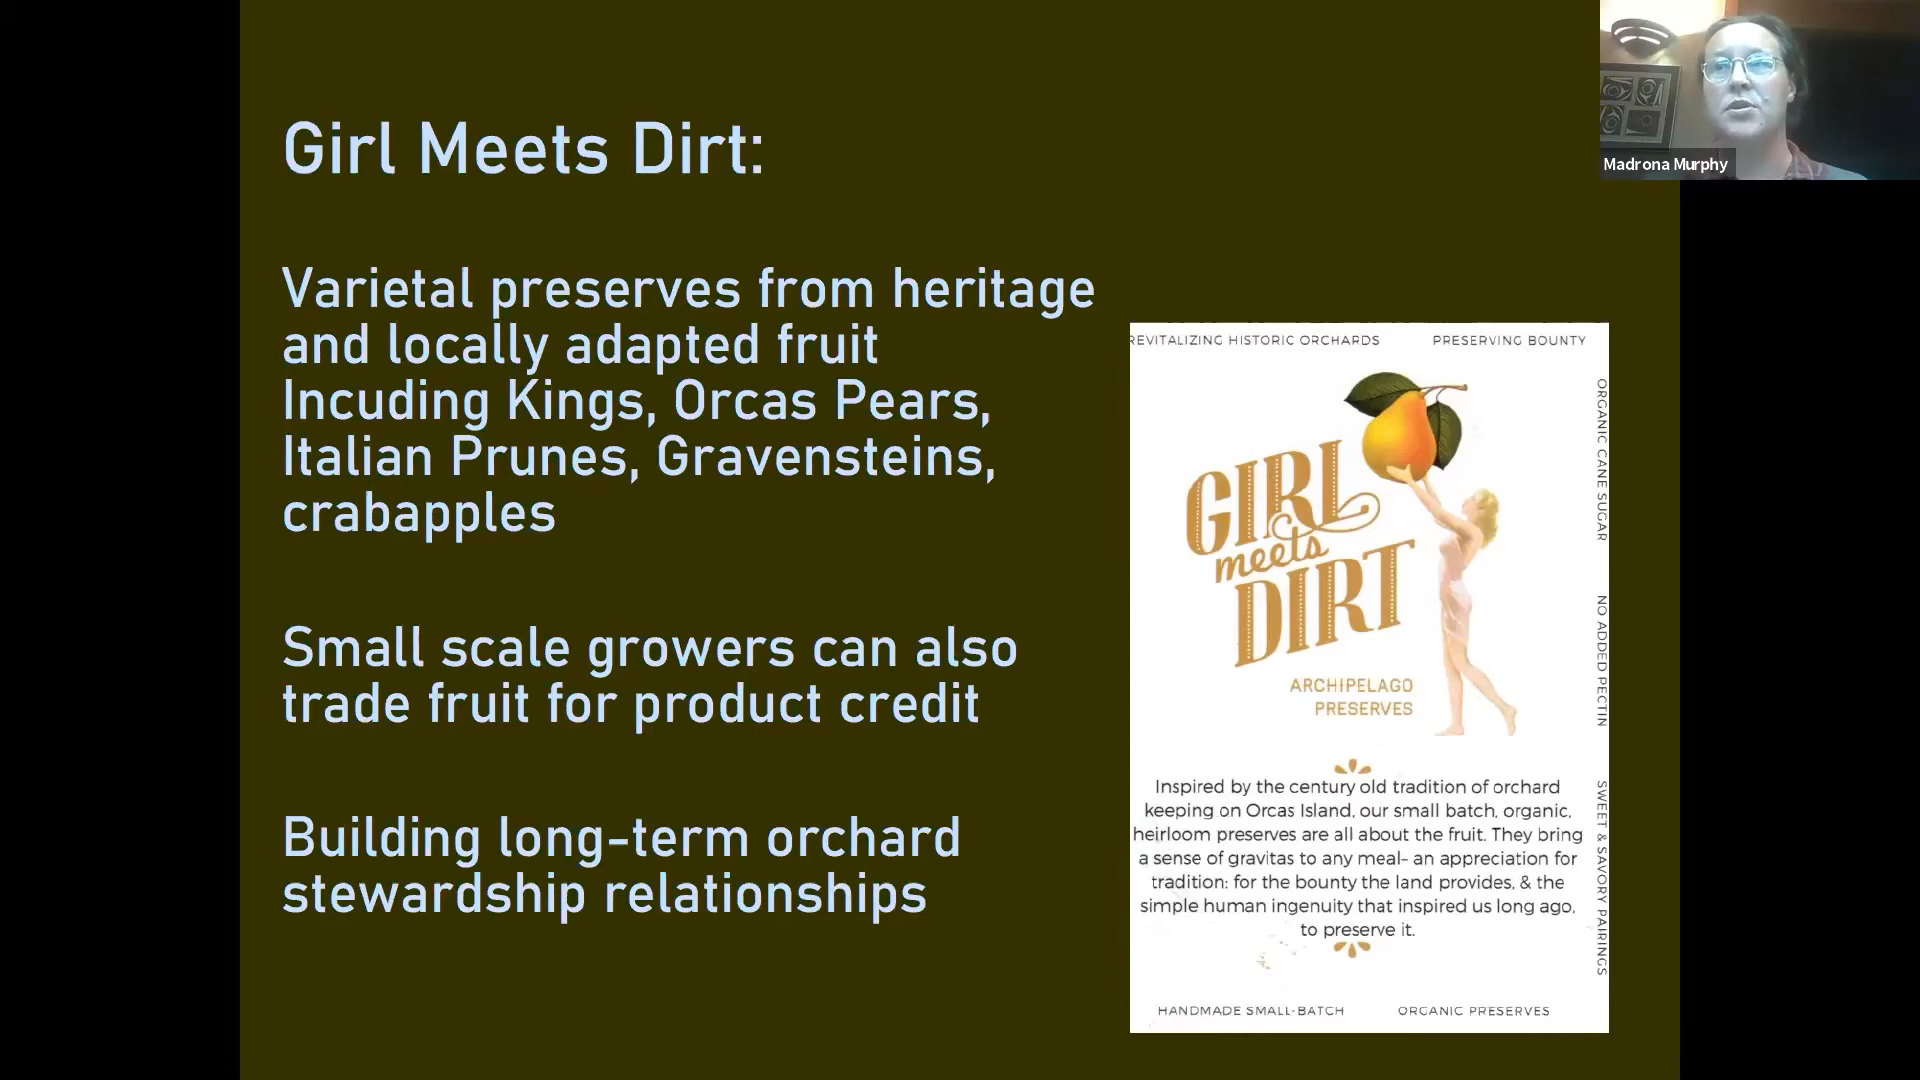 Madrona Murphy
Girl Meets Dirt:
Varietal preserves from heritage
and locally adapted fruit
Incuding Kings, Orcas Pears,
Italian Prunes, Gravensteins,
crabapples
Small scale growers can also
trade fruit for product credit
Building long-term orchard
stewardship relationships
REVITALIZING HISTORIC ORCHARDS
PRESERVING BOUNTY
ORGANIC CANE SUGAR
NO ADDED PECTIN
SWEET & SAVORY PAIRINGS
GIRL
meets
DIRT
ARCHIPELAGO
PRESERVES
Inspired by the century old tradition of orchard
keeping on Orcas Island, our small batch, organic,
heirloom preserves are all about the fruit. They bring
a sense of gravitas to any meal- an appreciation for
tradition: for the bounty the land provides, & the
simple human ingenuity that inspired us long ago,
to preserve it.
HANDMADE SMALL-BATCH
ORGANIC PRESERVES